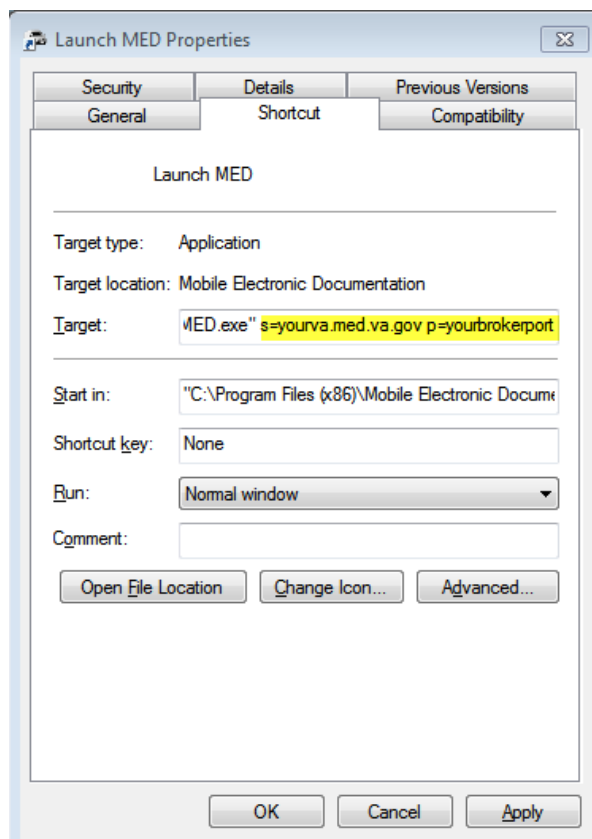 Launch MED Properties
Security Details Previous Versions
General Shortcut Compatibility
Launch MED
Target type: Application
Target location: Mobile Electronic Documentation
Target: MED.exe" s=yourva.med.va.gov p=yourbrokerport
Start in: "C:\Program Files (x86)\Mobile Electronic Docume
Shortcut key: None
Run: Normal window
Comment:
Open File Location Change Icon... Advanced...
OK Cancel Apply